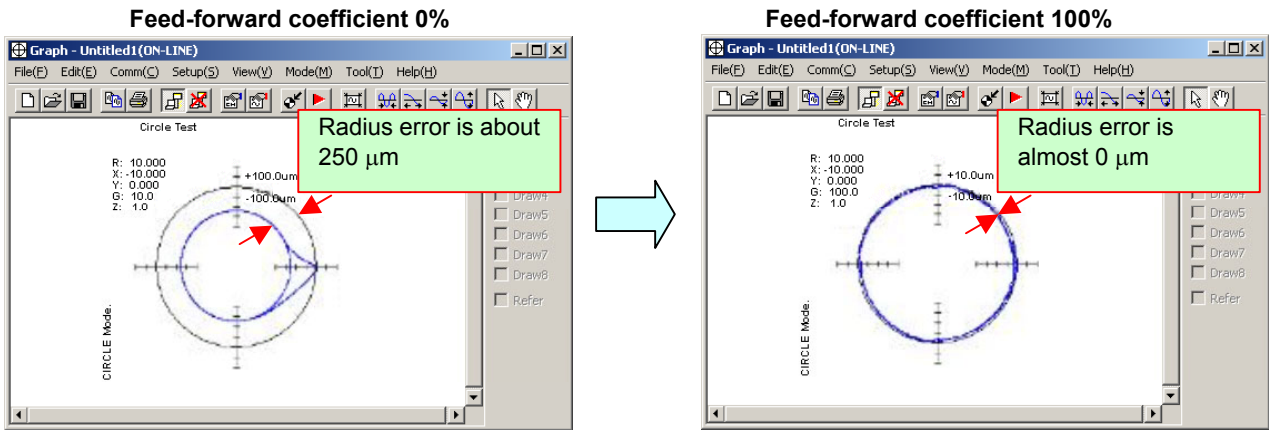 Feed-forward coefficient 0%
Graph - Untitled1(ON-LINE)
File(F) Edit(E) Comm(C) Setup(S) View(V) Mode(M) Tool(T) Help(H)
Circle Test
Radius error is about
250 μm
R: 10.000
X:-10.000
Y: 0.000
G: 10.0
Z: 1.0
+100.0um
-100.0um
CIRCLE Mode.
Draw4
Draw5
Draw6
Draw7
Draw8
Refer
Feed-forward coefficient 100%
Graph - Untitled1(ON-LINE)
File(F) Edit(E) Comm(C) Setup(S) View(V) Mode(M) Tool(T) Help(H)
Circle Test
Radius error is
almost 0 μm
R: 10.000
X:-10.000
Y: 0.000
G: 100.0
Z: 1.0
+10.0um
-10.0um
CIRCLE Mode.
Draw5
Draw6
Draw7
Draw8
Refer